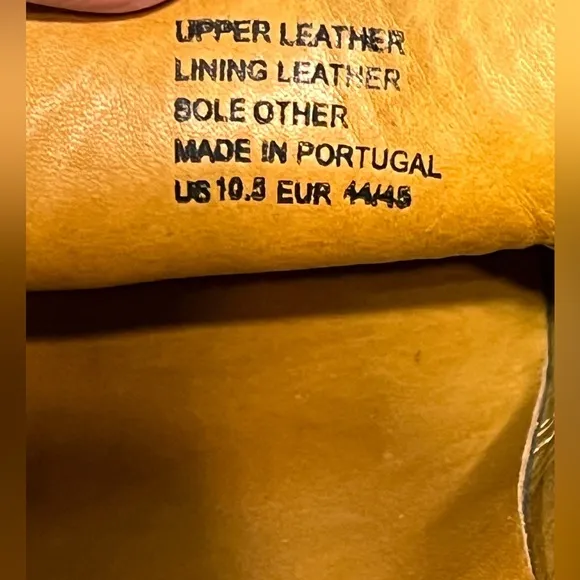 UPPER LEATHER
LINING LEATHER
SOLE OTHER
MADE IN PORTUGAL
US 10.5 EUR 44/45